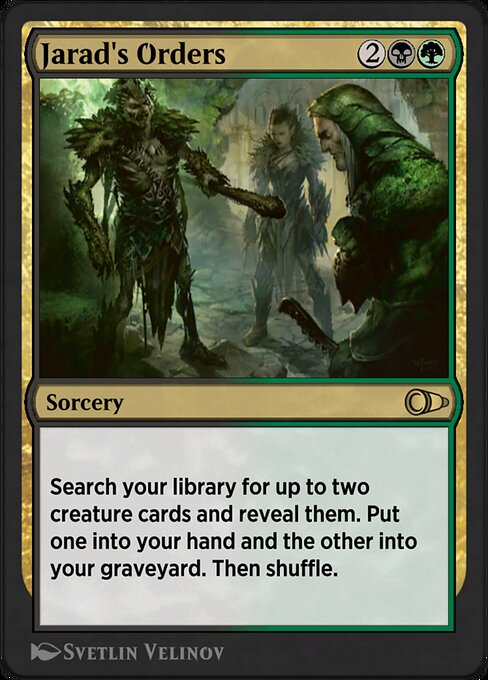 Jarad's Orders 2
Sorcery
Search your library for up to two
creature cards and reveal them. Put
one into your hand and the other into
your graveyard. Then shuffle.
Svetlin Velinov